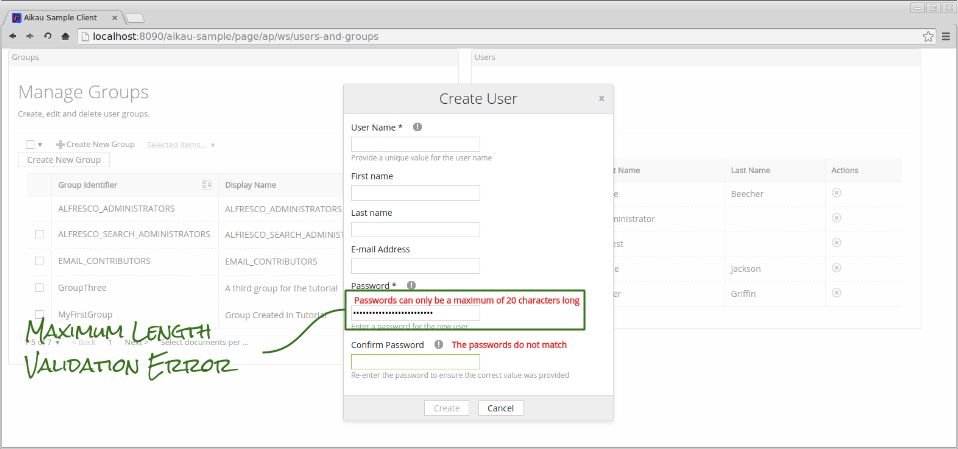 Aikau Sample Client
localhost:8090/aikau-sample/page/ap/ws/users-and-groups
Groups
Users
Manage Groups
Create, edit and delete user groups.
Create New Group
Selected items...
Create New Group
Group Identifier
Display Name
ALFRESCO_ADMINISTRATORS
ALFRESCO_ADMINISTRATORS
ALFRESCO_SEARCH_ADMINISTRATORS
ALFRESCO_SEARCH_ADMINISTRA
EMAIL_CONTRIBUTORS
EMAIL_CONTRIBUTORS
GroupThree
A third group for the tutorial
MyFirstGroup
Group Created in Tutorial
< Back
1
Next >
Select documents per ...
Maximum Length
Validation Error
Create User
x
User Name *
Provide a unique value for the user name
First name
Last name
E-mail Address
Password *
Passwords can only be a maximum of 20 characters long
Enter a password for the new user
Confirm Password
The passwords do not match
Re-enter the password to ensure the correct value was provided
Create
Cancel
t Name
Last Name
Actions
e
Beecher
ministrator
est
e
Jackson
er
Griffin